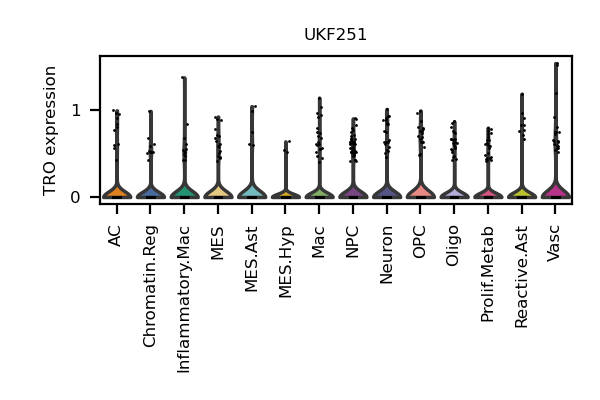 UKF251
TRO expression
1
0
AC
Chromatin.Reg
Inflammatory.Mac
MES
MES.Ast
MES.Hyp
Mac
NPC
Neuron
OPC
Oligo
Prolif.Metab
Reactive.Ast
Vasc